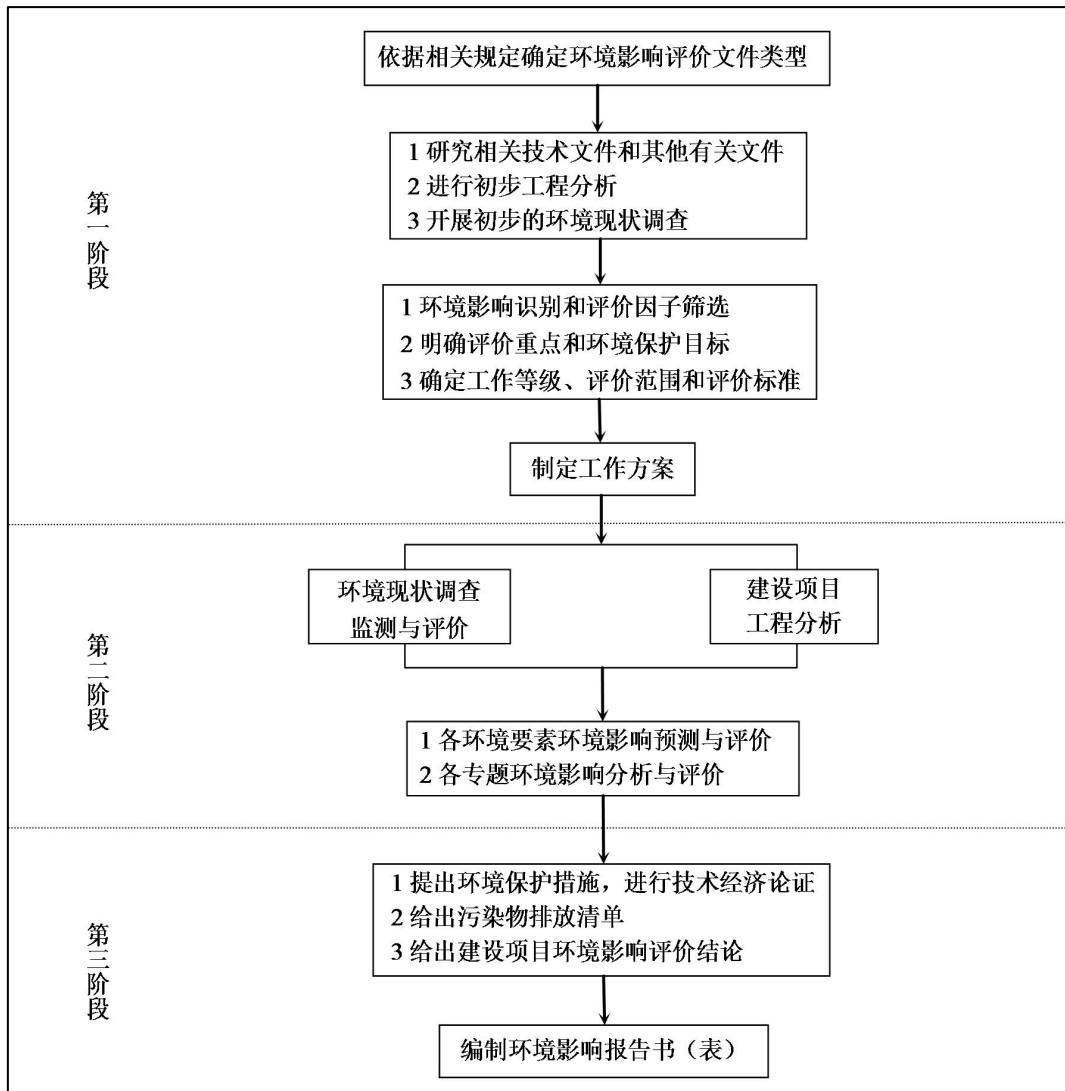 依据相关规定确定环境影响评价文件类型
1 研究相关技术文件和其他有关文件
2 进行初步工程分析
3 开展初步的环境现状调查
第一阶段
1 环境影响识别和评价因子筛选
2 明确评价重点和环境保护目标
3 确定工作等级、评价范围和评价标准
制定工作方案
环境现状调查
监测与评价
建设项目
工程分析
第二阶段
1 各环境要素环境影响预测与评价
2 各专题环境影响分析与评价
1 提出环境保护措施，进行技术经济论证
2 给出污染物排放清单
3 给出建设项目环境影响评价结论
第三阶段
编制环境影响报告书（表）